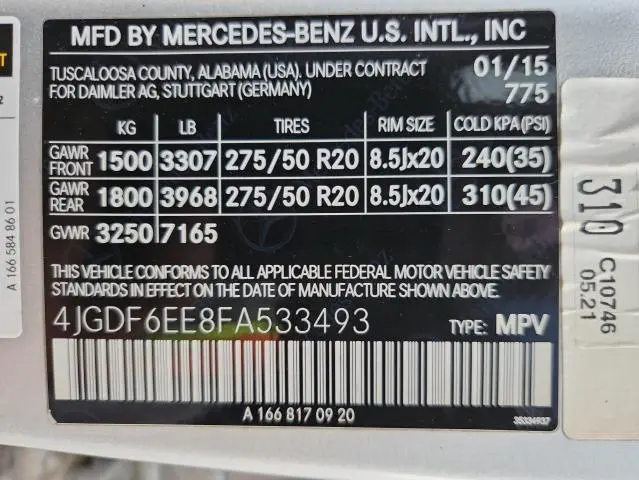 MFD BY MERCEDES-BENZ U.S. INTL., INC
TUSCALOOSA COUNTY, ALABAMA (USA). UNDER CONTRACT 01/15
FOR DAIMLER AG, STUTTGART (GERMANY) 775
KG LB TIRES RIM SIZE COLD KPA(PSI)
GAWR FRONT 1500 3307 275/50 R20 8.5Jx20 240(35)
GAWR REAR 1800 3968 275/50 R20 8.5Jx20 310(45)
GVWR 3250 7165
THIS VEHICLE CONFORMS TO ALL APPLICABLE FEDERAL MOTOR VEHICLE SAFETY
STANDARDS IN EFFECT ON THE DATE OF MANUFACTURE SHOWN ABOVE.
4JGDF6EE8FA533493 TYPE: MPV
A 166 817 09 20
35334937
A 166 584 86 01
310
C10746
05.21